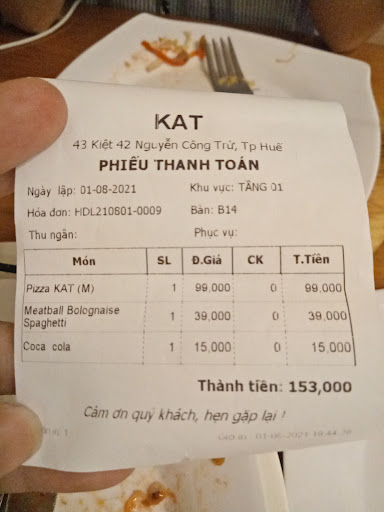 KAT
43 Kiệt 42 Nguyễn Công Trứ, Tp Huế
PHIẾU THANH TOÁN
Ngày lập: 01-08-2021 Khu vực: TẦNG 01
Hóa đơn: HDL210801-0009 Bàn: B14
Thu ngân: Phục vụ:
Món SL Đ.Giá CK T.Tiền
Pizza KAT (M) 1 99,000 0 99,000
Meatball Bolognaise Spaghetti 1 39,000 0 39,000
Coca cola 1 15,000 0 15,000
Thành tiền: 153,000
Cảm ơn quý khách, hẹn gặp lại !
01-08-2021